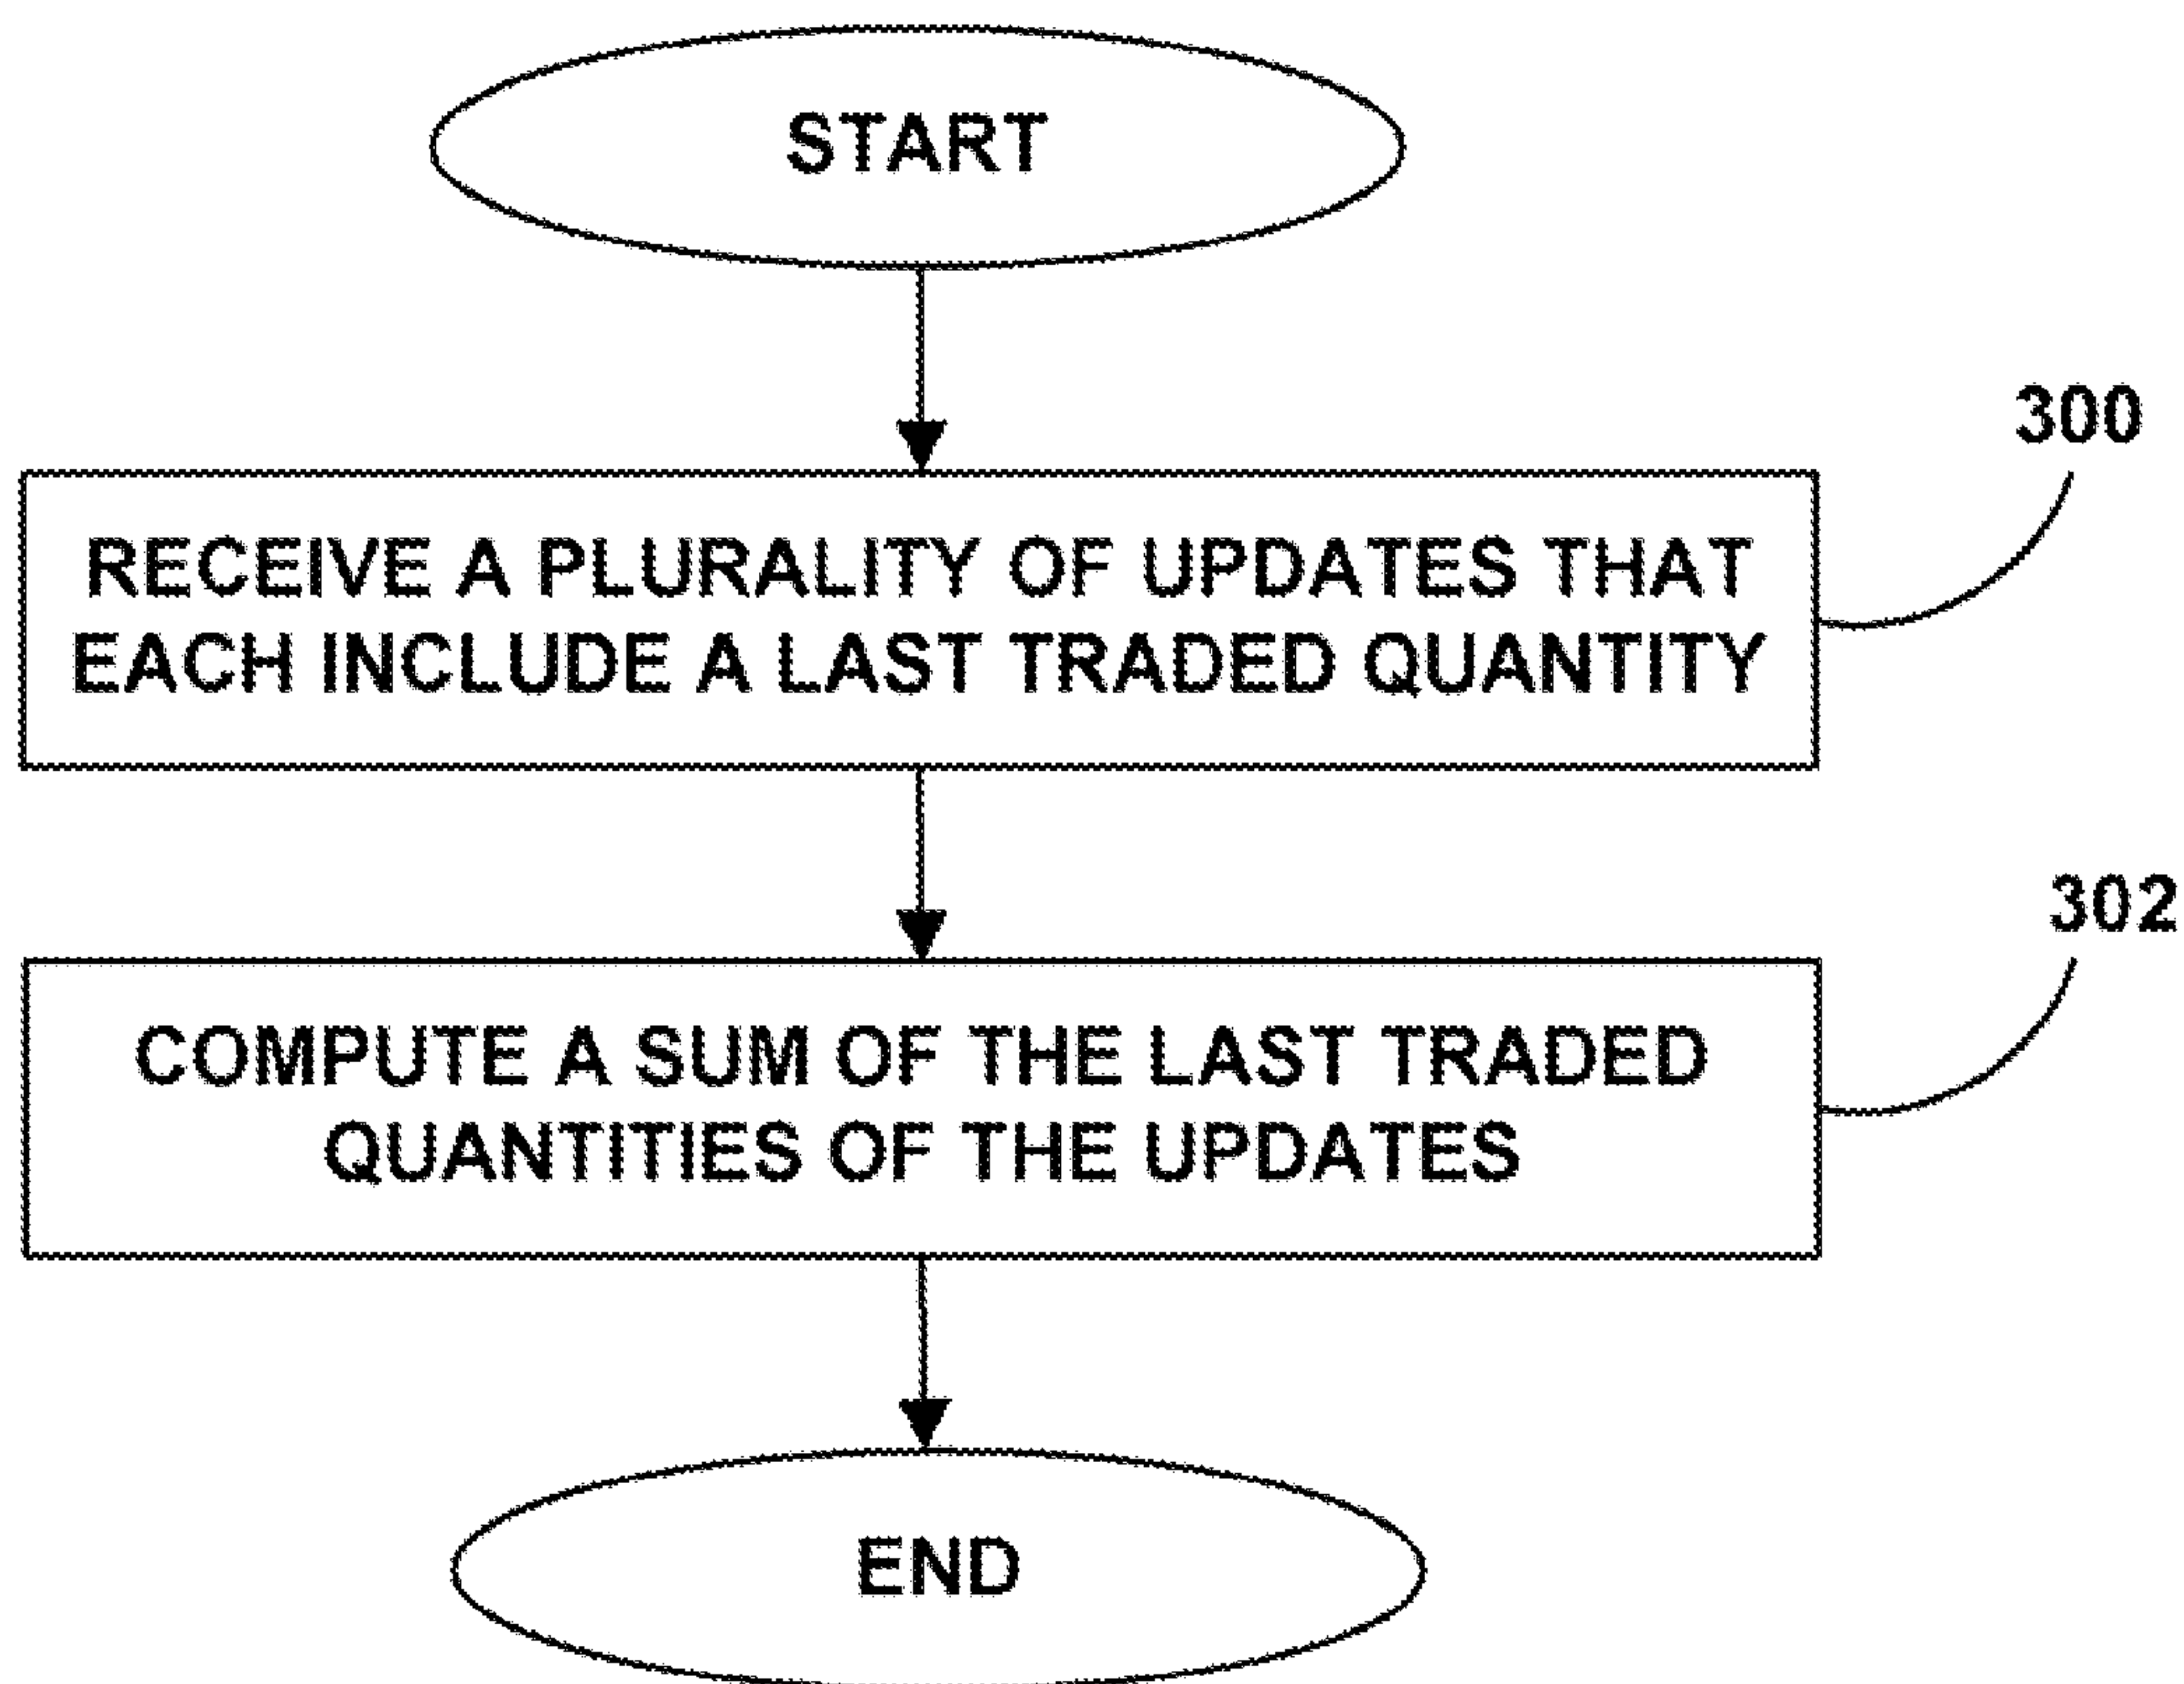 START
300
RECEIVE A PLURALITY OF UPDATES THAT
EACH INCLUDE A LAST TRADED QUANTITY
302
COMPUTE A SUM OF THE LAST TRADED
QUANTITIES OF THE UPDATES
END